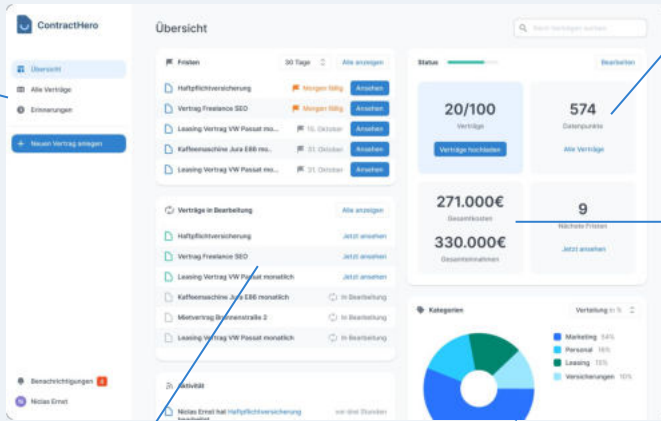 ContractHero
Übersicht
Nach Verträgen suchen
Übersicht
Alle Verträge
Erinnerungen
+ Neuen Vertrag anlegen
Benachrichtigungen
Niclas Ernst
Fristen
30 Tage
Alle anzeigen
Haftpflichtversicherung
Morgen fällig
Ansehen
Vertrag Freelance SEO
Morgen fällig
Ansehen
Leasing Vertrag VW Passat mo...
15. Oktober
Ansehen
Kaffeemaschine Jura E86 mo..
31. Oktober
Ansehen
Leasing Vertrag VW Passat mo...
31. Oktober
Ansehen
Verträge in Bearbeitung
Alle anzeigen
Haftpflichtversicherung
Jetzt ansehen
Vertrag Freelance SEO
Jetzt ansehen
Leasing Vertrag VW Passat monatlich
Jetzt ansehen
Kaffeemaschine Jura E86 monatlich
In Bearbeitung
Mietvertrag Brunnenstraße 2
In Bearbeitung
Leasing Vertrag VW Passat monatlich
In Bearbeitung
Aktivität
Niclas Ernst hat Haftpflichtversicherung
vor drei Stunden
bearbeitet
Status
Bearbeiten
20/100
Verträge
Verträge hochladen
574
Datenpunkte
Alle Verträge
271.000€
Gesamtkosten
330.000€
Gesamteinnahmen
9
Nächste Fristen
Jetzt ansehen
Kategorien
Verteilung in %
Marketing 54%
Personal
Leasing
Versicherungen 10%